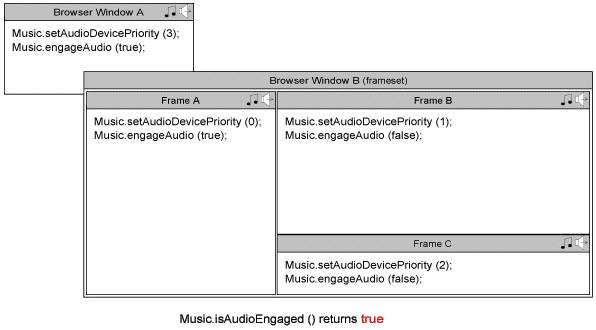 Browser Window A
Music.setAudioDevicePriority (3);
Music.engageAudio (true);
Browser Window B (frameset)
Frame A
Music.setAudioDevicePriority (0);
Music.engageAudio (true);
Frame B
Music.setAudioDevicePriority (1);
Music.engageAudio (false);
Frame C
Music.setAudioDevicePriority (2);
Music.engageAudio (false);
Music.isAudioEngaged () returns true